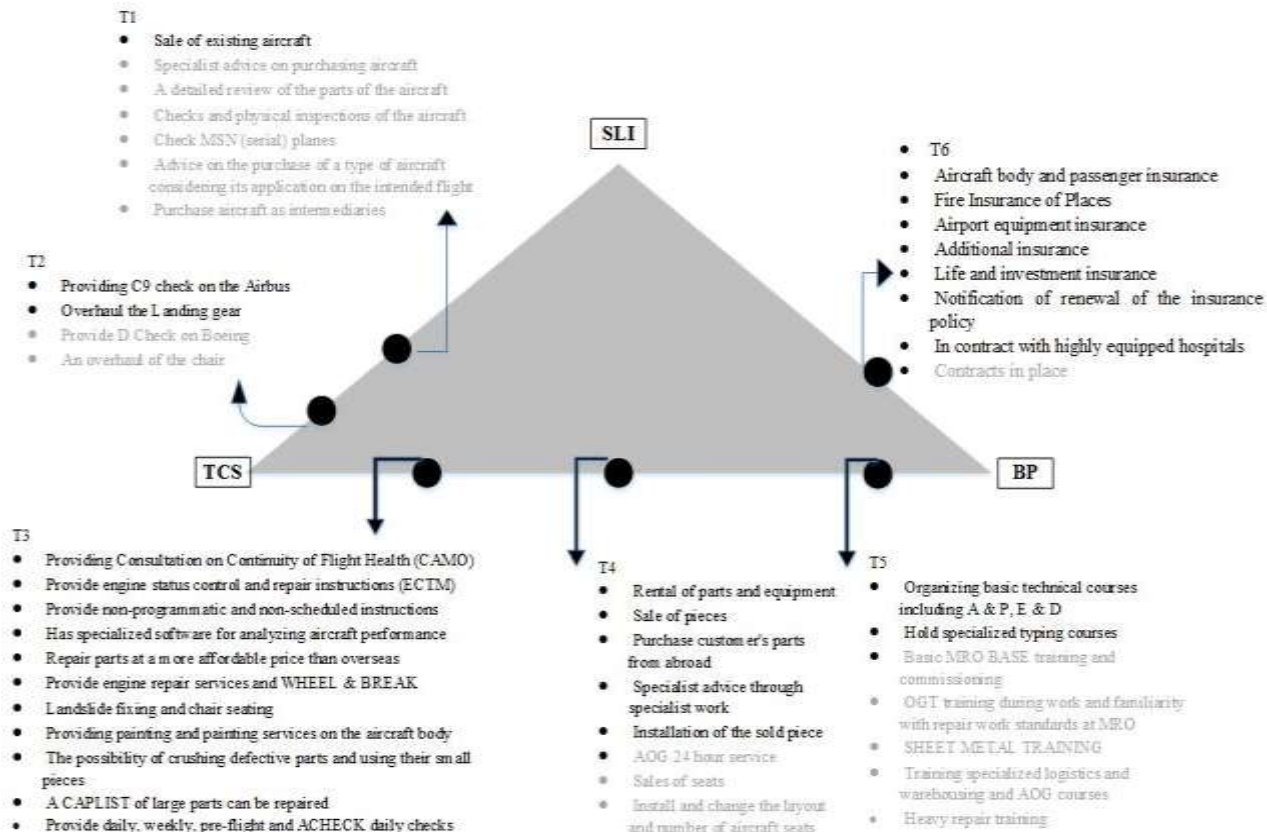 T1
Sale of existing aircraft
Specialist advice on purchasing aircraft
A detailed review of the parts of the aircraft
Checks and physical inspections of the aircraft
Check MSN (serial) planes
Advice on the purchase of a type of aircraft
considering its application on the intended flight
Purchase aircraft as intermediaries
SLI
T6
Aircraft body and passenger insurance
Fire Insurance of Places
Airport equipment insurance
Additional insurance
Life and investment insurance
Notification of renewal of the insurance
policy
In contract with highly equipped hospitals
Contracts in place
T2
Providing C9 check on the Airbus
Overhaul the Landing gear
Provide D Check on Boeing
An overhaul of the chair
TCS
BP
T3
Providing Consultation on Continuity of Flight Health (CAMO)
Provide engine status control and repair instructions (ECTM)
Provide non-programmatic and non-scheduled instructions
Has specialized software for analyzing aircraft performance
Repair parts at a more affordable price than overseas
Provide engine repair services and WHEEL & BREAK
Landslide fixing and chair seating
Providing painting and painting services on the aircraft body
The possibility of crushing defective parts and using their small
pieces
A CAPLIST of large parts can be repaired
Provide daily, weekly, pre-flight and ACHECK daily checks
T4
Rental of parts and equipment
Sale of pieces
Purchase customer's parts
from abroad
Specialist advice through
specialist work
Installation of the sold piece
AOG 24 hour service
Sales of seats
Install and change the layout
and number of aircraft seats
T5
Organizing basic technical courses
including A & P, E & D
Hold specialized typing courses
Basic MRO BASE training and
commissioning
OGT training during work and familiarity
with repair work standards at MRO
SHEET METAL TRAINING
Training specialized logistics and
warehousing and AOG courses
Heavy repair training